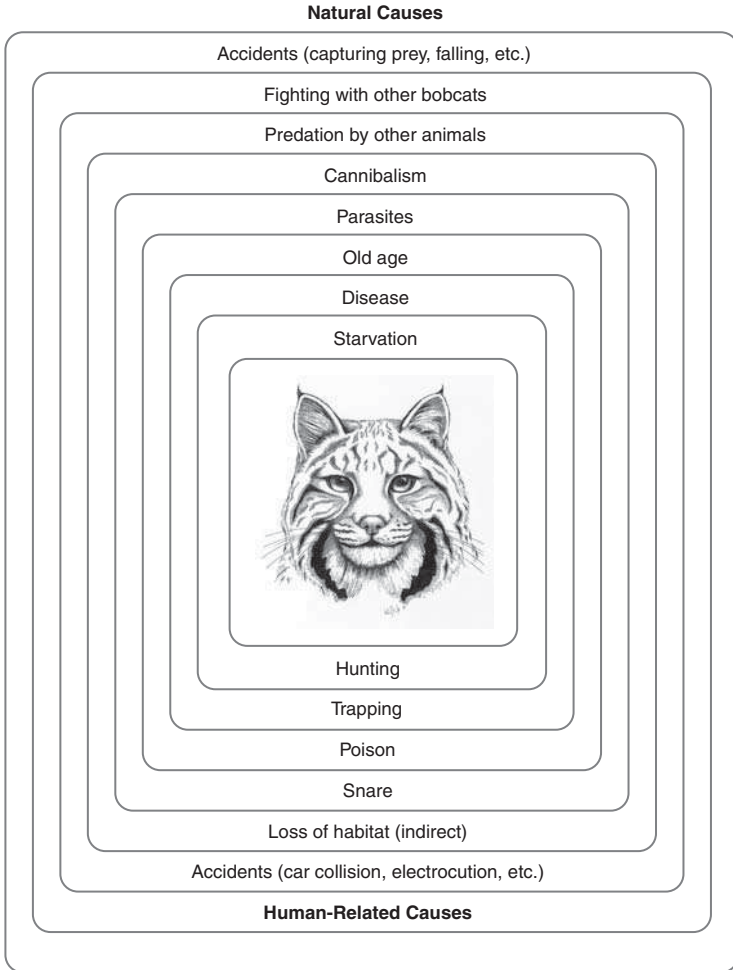 Natural Causes
Accidents (capturing prey, falling, etc.)
Fighting with other bobcats
Predation by other animals
Cannibalism
Parasites
Old age
Disease
Starvation
Hunting
Trapping
Poison
Snare
Loss of habitat (indirect)
Accidents (car collision, electrocution, etc.)
Human-Related Causes